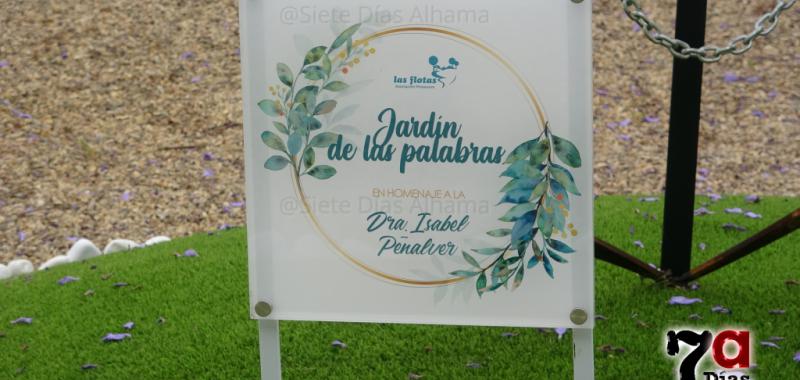 @Siete Días Alhama
las flotas
Jardín
de las palabras
EN HOMENAJE A LA
@Siete Días Alhama
Dra. Isabel
Peñalver
7a
Días